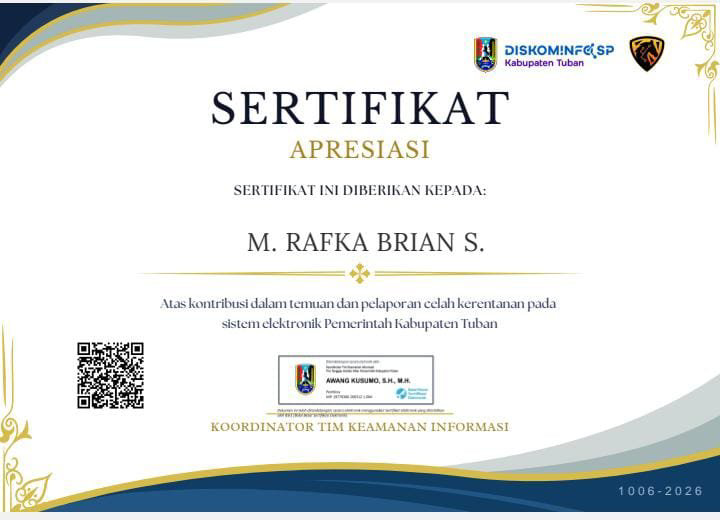 DISKOMINFO SP
Kabupaten Tuban
SERTIFIKAT
APRESIASI
SERTIFIKAT INI DIBERIKAN KEPADA:
M. RAFKA BRIAN S.
Atas kontribusi dalam temuan dan pelaporan celah kerentanan pada
sistem elektronik Pemerintah Kabupaten Tuban
AWANG KUSUMO, S.H., M.H.
KOORDINATOR TIM KEAMANAN INFORMASI
1006-2026